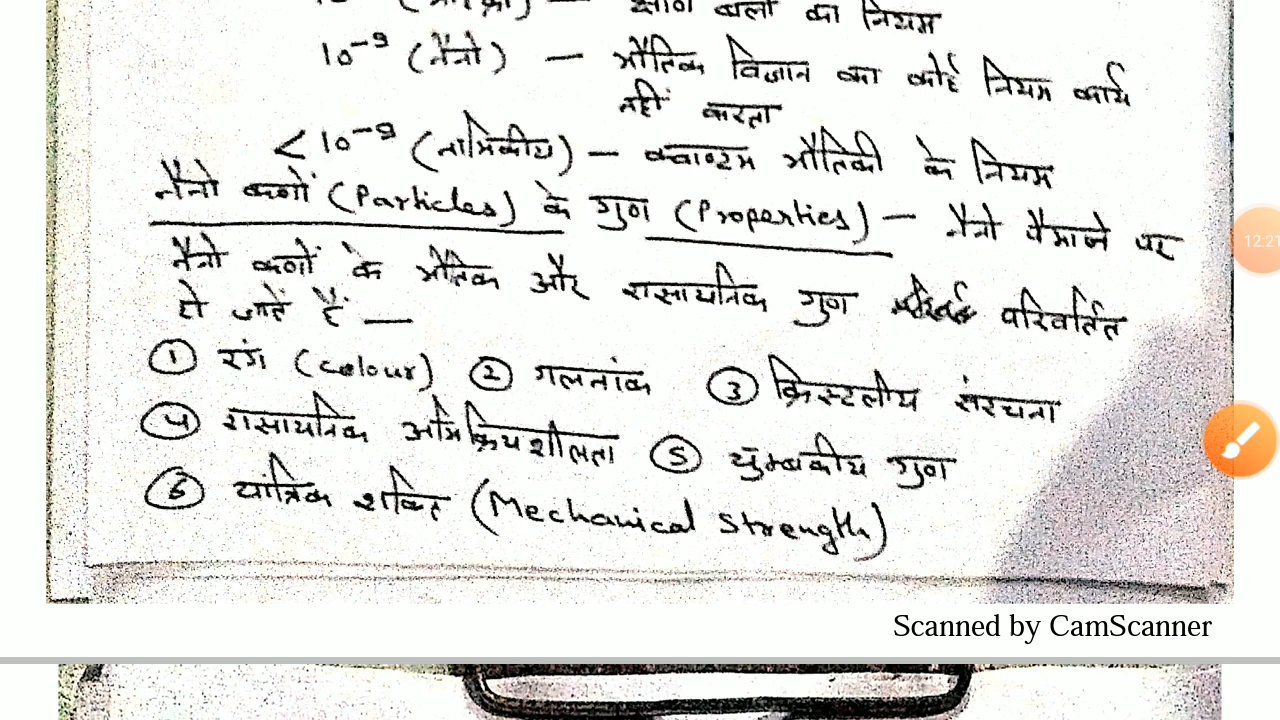 बलों का नियम
10⁻⁹ (नैनो) — भौतिक विज्ञान का कोई नियम कार्य
नहीं करता
< 10⁻⁹ (नाभिकीय) — क्वाण्टम भौतिकी के नियम
नैनो कणों (Particles) के गुण (Properties) — नैनो पैमाने पर
नैनो कणों के भौतिक और रासायनिक गुण परिवर्तित
हो जाते हैं —
① रंग (colour) ② गलनांक ③ क्रिस्टलीय संरचना
④ रासायनिक अभिक्रियशीलता ⑤ चुम्बकीय गुण
⑥ यांत्रिक शक्ति (Mechanical Strength)
12:21
Scanned by CamScanner